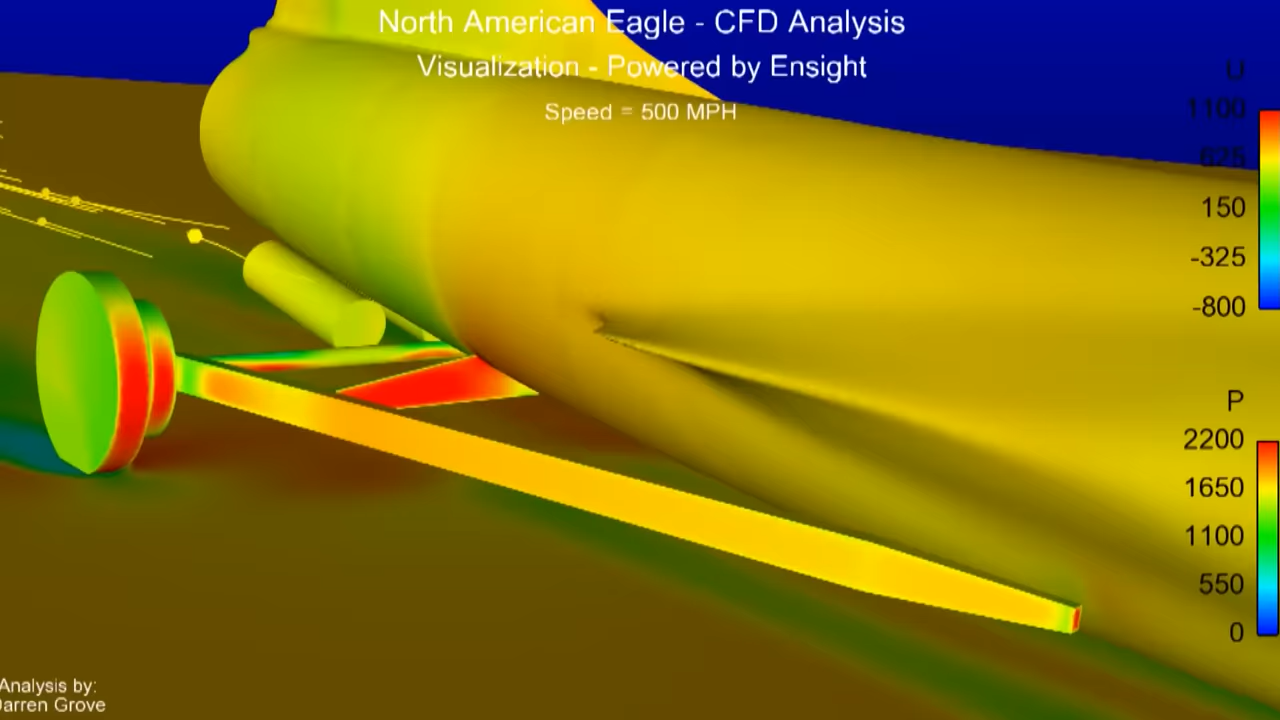 North American Eagle - CFD Analysis
Visualization - Powered by Ensight
Speed = 500 MPH
U
1100
625
150
-325
-800
P
2200
1650
1100
550
0
Analysis by:
Darren Grove